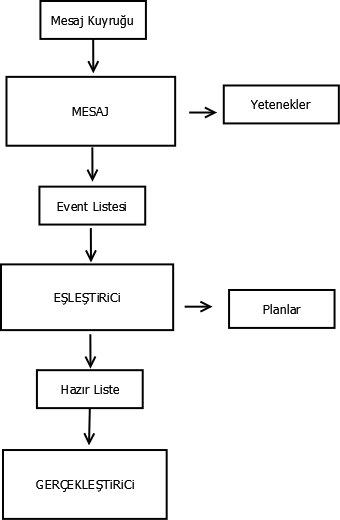 Mesaj Kuyruğu
MESAJ
Yetenekler
Event Listesi
EŞLEŞTİRİCİ
Planlar
Hazır Liste
GERÇEKLEŞTİRİCİ